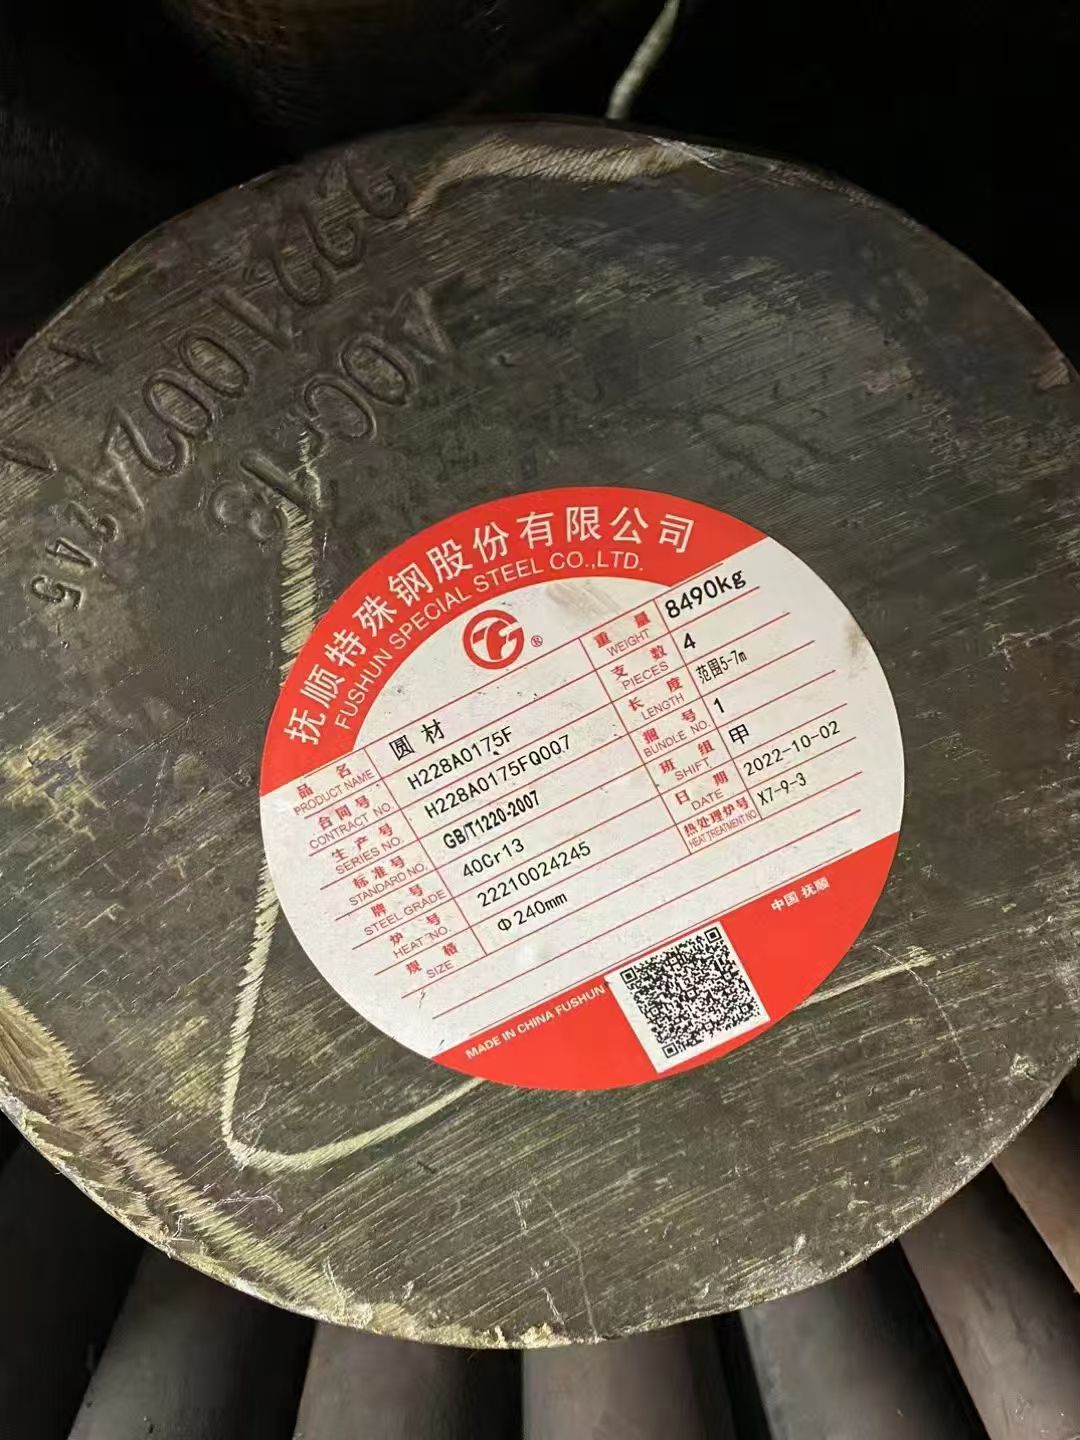 22210024245
40Cr13
A
A
抚顺特殊钢股份有限公司
FUSHUN SPECIAL STEEL CO.,LTD.
®
品名 圆材
PRODUCT NAME
合同号 H228A0175F
CONTRACT NO.
生产号 H228A0175FQ007
SERIES NO.
标准号 GB/T1220-2007
STANDARD NO.
牌号 40Cr13
STEEL GRADE
炉号 22210024245
HEAT NO.
规格 Φ240mm
SIZE
重量 8490kg
WEIGHT
支数 4
PIECES
长度 范围5-7m
LENGTH
捆号 1
BUNDLE NO.
班组 甲
SHIFT
日期 2022-10-02
DATE
热处理炉号 X7-9-3
HEAT TREATMENT NO
MADE IN CHINA FUSHUN
中国 抚顺